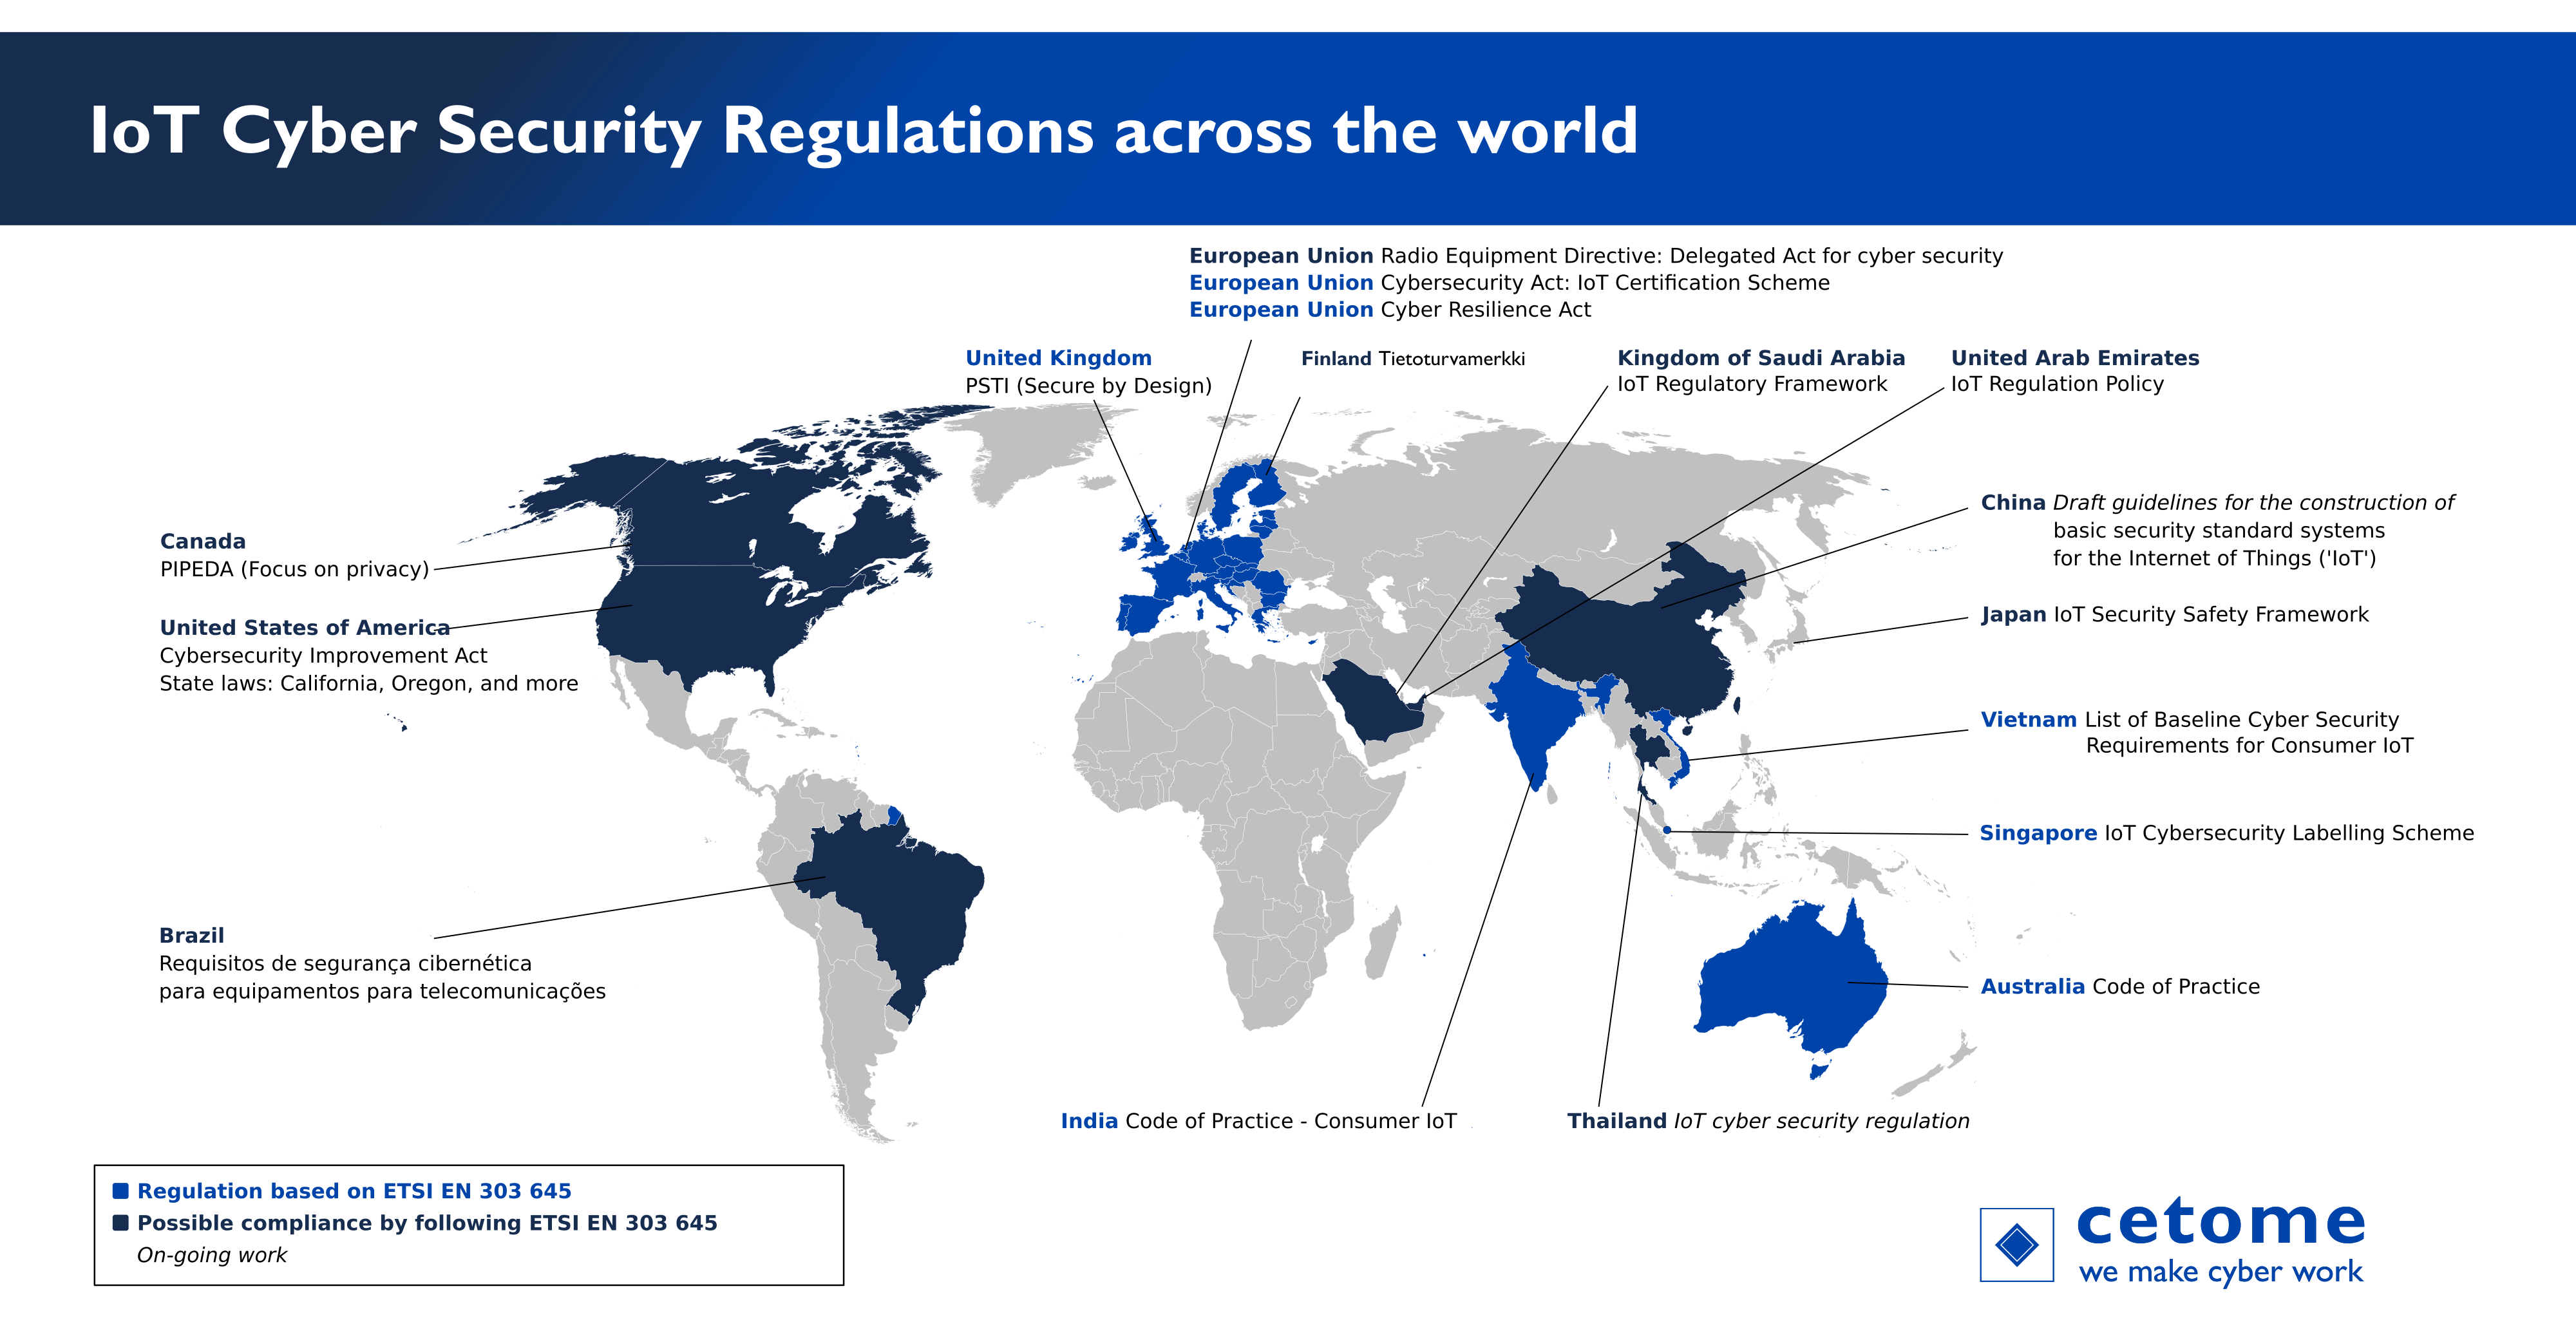 IoT Cyber Security Regulations across the world
European Union Radio Equipment Directive: Delegated Act for cyber security
European Union Cybersecurity Act: IoT Certification Scheme
European Union Cyber Resilience Act
United Kingdom
PSTI (Secure by Design)
Finland Tietoturvamerkki
Kingdom of Saudi Arabia
IoT Regulatory Framework
United Arab Emirates
IoT Regulation Policy
Canada
PIPEDA (Focus on privacy)
United States of America
Cybersecurity Improvement Act
State laws: California, Oregon, and more
Brazil
Requisitos de segurança cibernética
para equipamentos para telecomunicações
China Draft guidelines for the construction of
basic security standard systems
for the Internet of Things ('IoT')
Japan IoT Security Safety Framework
Vietnam List of Baseline Cyber Security
Requirements for Consumer IoT
Singapore IoT Cybersecurity Labelling Scheme
Australia Code of Practice
India Code of Practice - Consumer IoT
Thailand IoT cyber security regulation
Regulation based on ETSI EN 303 645
Possible compliance by following ETSI EN 303 645
On-going work
cetome
we make cyber work